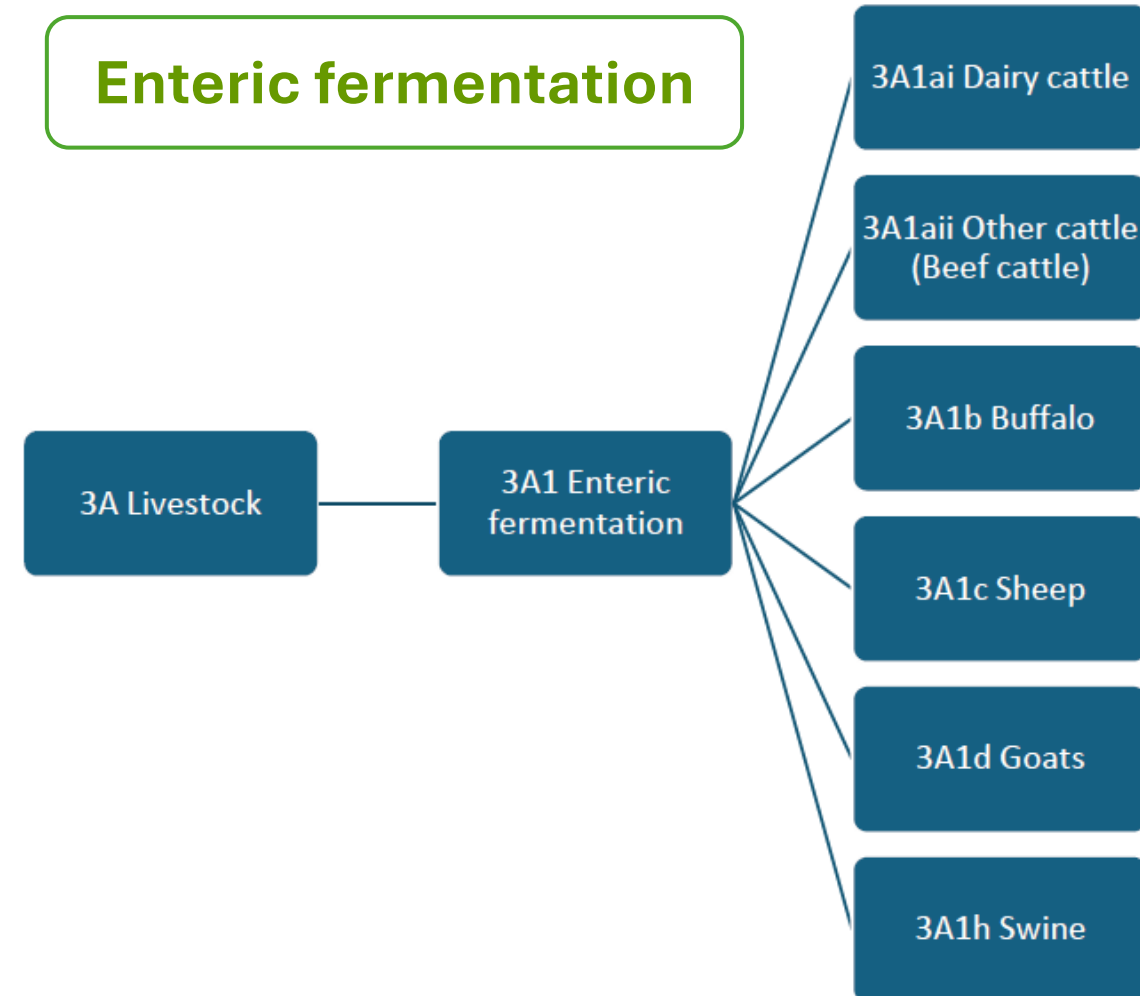 Enteric fermentation
3A Livestock
3A1 Enteric
fermentation
3A1ai Dairy cattle
3A1aii Other cattle
(Beef cattle)
3A1b Buffalo
3A1c Sheep
3A1d Goats
3A1h Swine